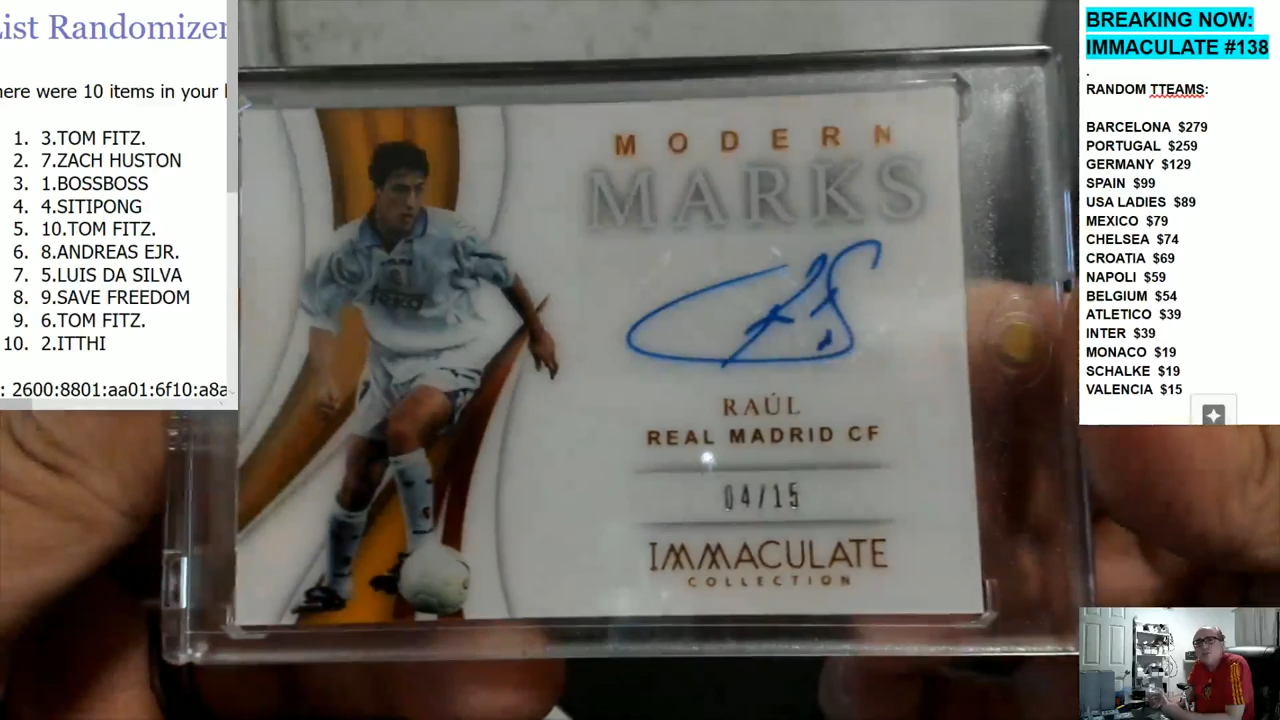 List Randomizer
here were 10 items in your l
1. 3.TOM FITZ.
2. 7.ZACH HUSTON
3. 1.BOSSBOSS
4. 4.SITIPONG
5. 10.TOM FITZ.
6. 8.ANDREAS EJR.
7. 5.LUIS DA SILVA
8. 9.SAVE FREEDOM
9. 6.TOM FITZ.
10. 2.ITTHI
: 2600:8801:aa01:6f10:a8a
MODERN
MARKS
RAÚL
REAL MADRID CF
04/15
IMMACULATE
COLLECTION
BREAKING NOW:
IMMACULATE #138
.
RANDOM TTEAMS:
BARCELONA $279
PORTUGAL $259
GERMANY $129
SPAIN $99
USA LADIES $89
MEXICO $79
CHELSEA $74
CROATIA $69
NAPOLI $59
BELGIUM $54
ATLETICO $39
INTER $39
MONACO $19
SCHALKE $19
VALENCIA $15